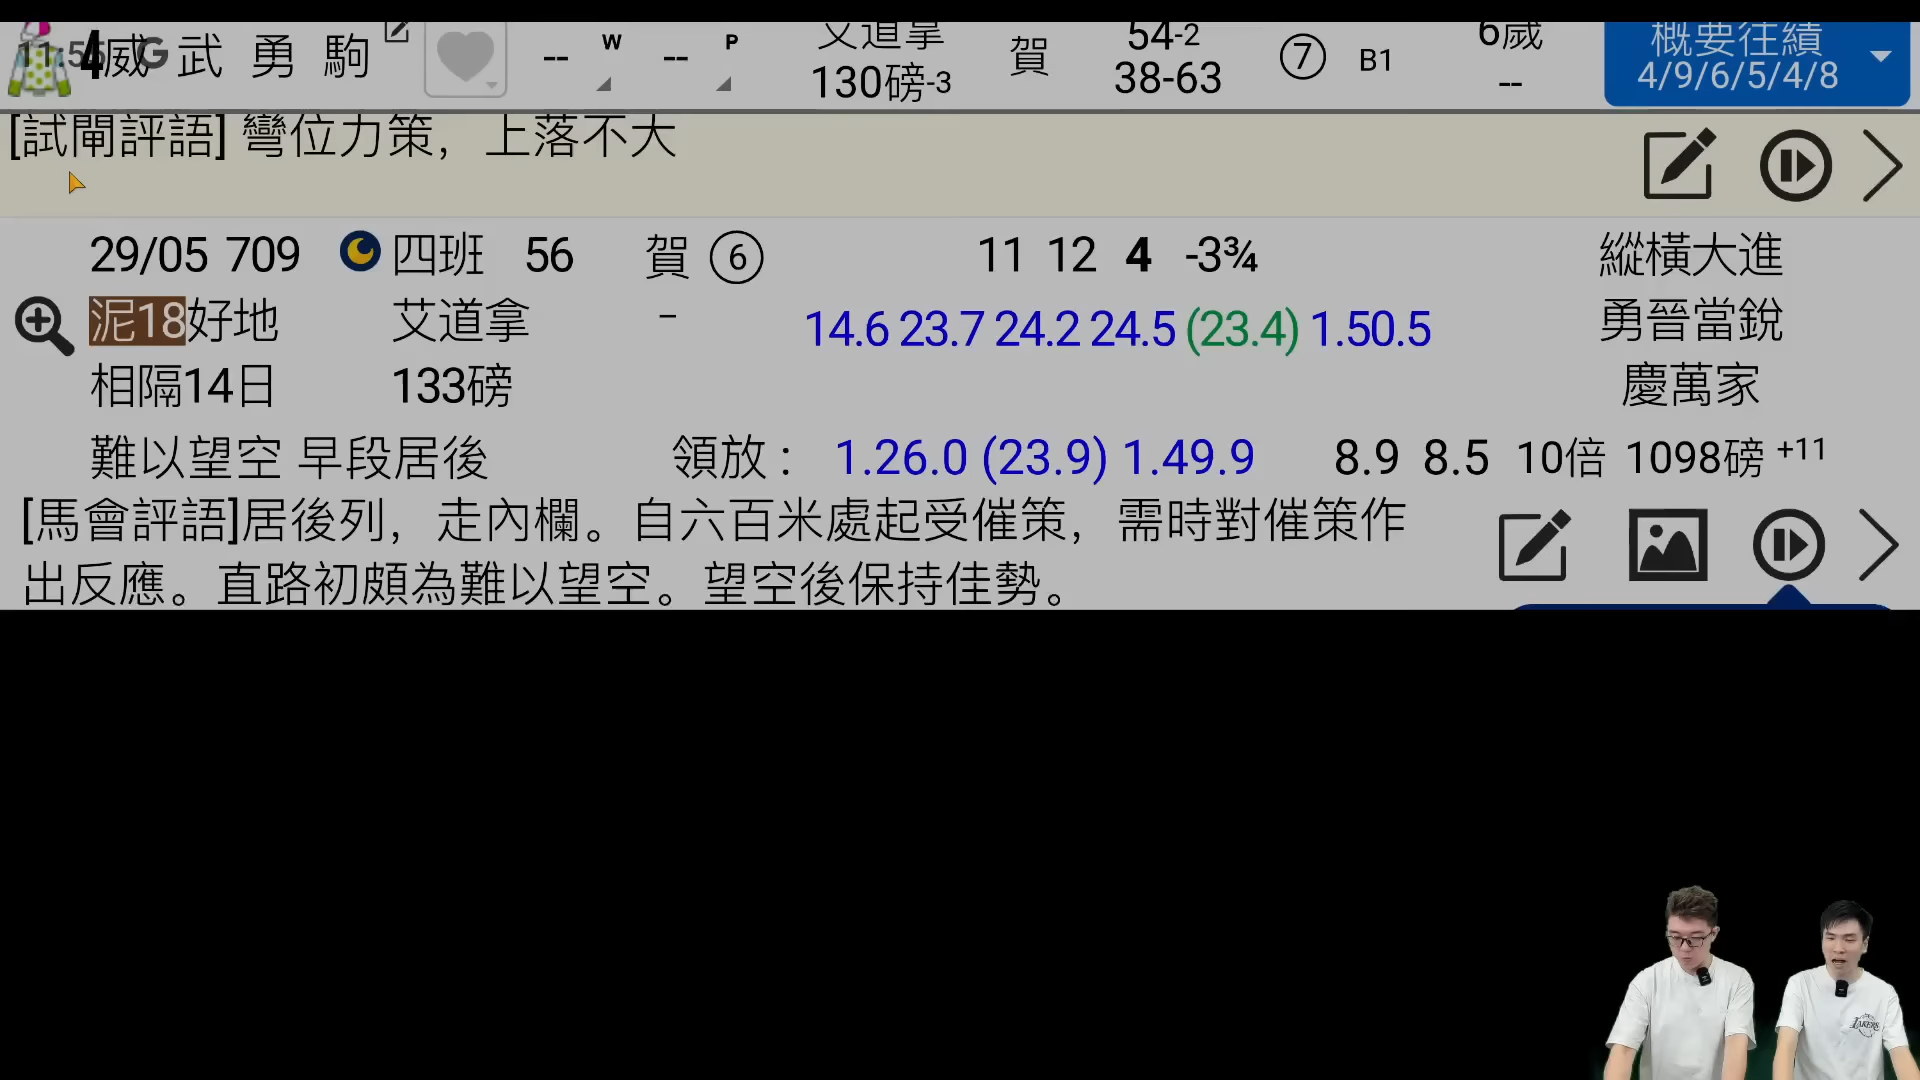 4威武勇駒 -- W -- P 艾道拿 130磅-3 賀 54-2 38-63 7 B1 6歲 -- 概要往績 4/9/6/5/4/8
[試閘評語] 彎位力策，上落不大
29/05 709 四班 56 賀 6 11 12 4 -3¾ 縱橫大進
泥18好地 艾道拿 - 14.6 23.7 24.2 24.5 (23.4) 1.50.5 勇晉當銳
相隔14日 133磅 慶萬家
難以望空 早段居後 領放： 1.26.0 (23.9) 1.49.9 8.9 8.5 10倍 1098磅 +11
[馬會評語]居後列，走內欄。自六百米處起受催策，需時對催策作
出反應。直路初頗為難以望空。望空後保持佳勢。
LAKERS